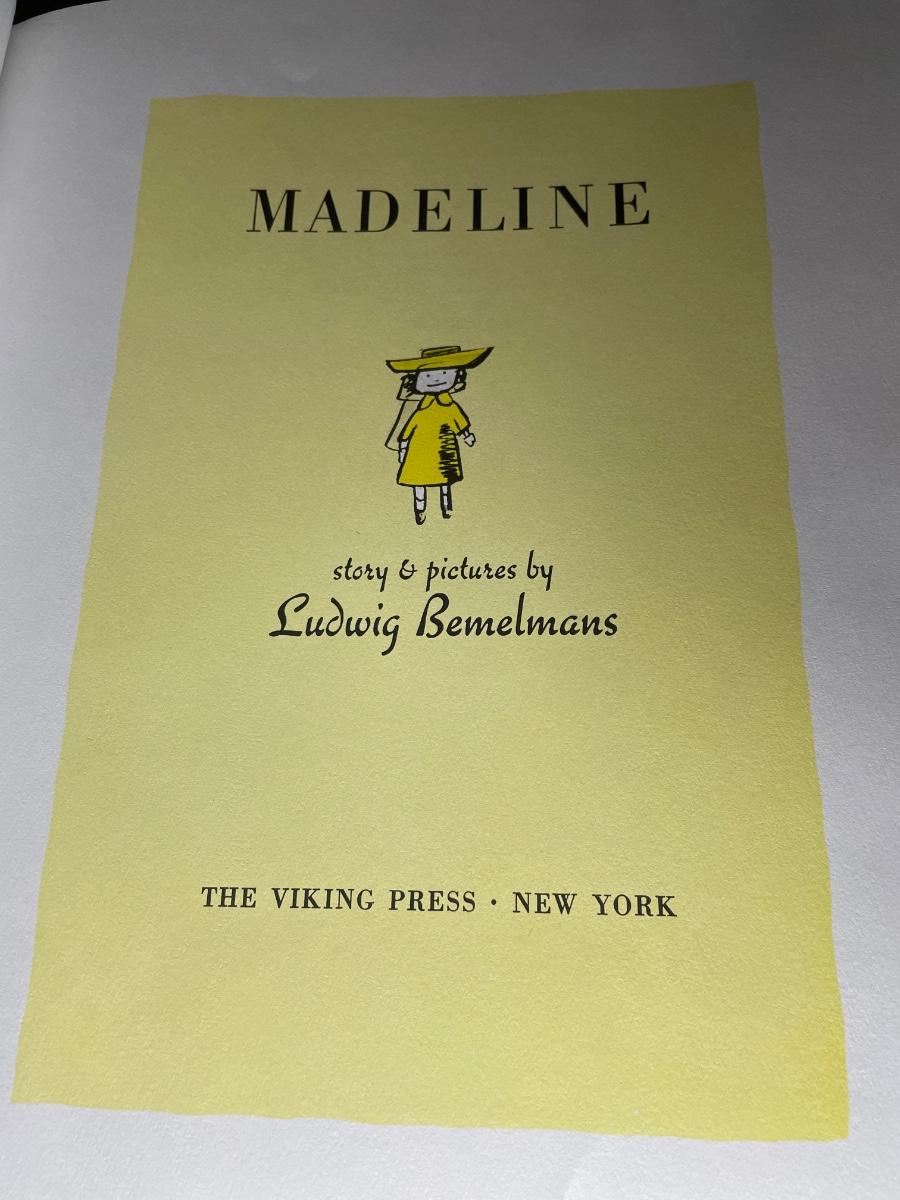 MADELINE
story & pictures by
Ludwig Bemelmans
THE VIKING PRESS · NEW YORK